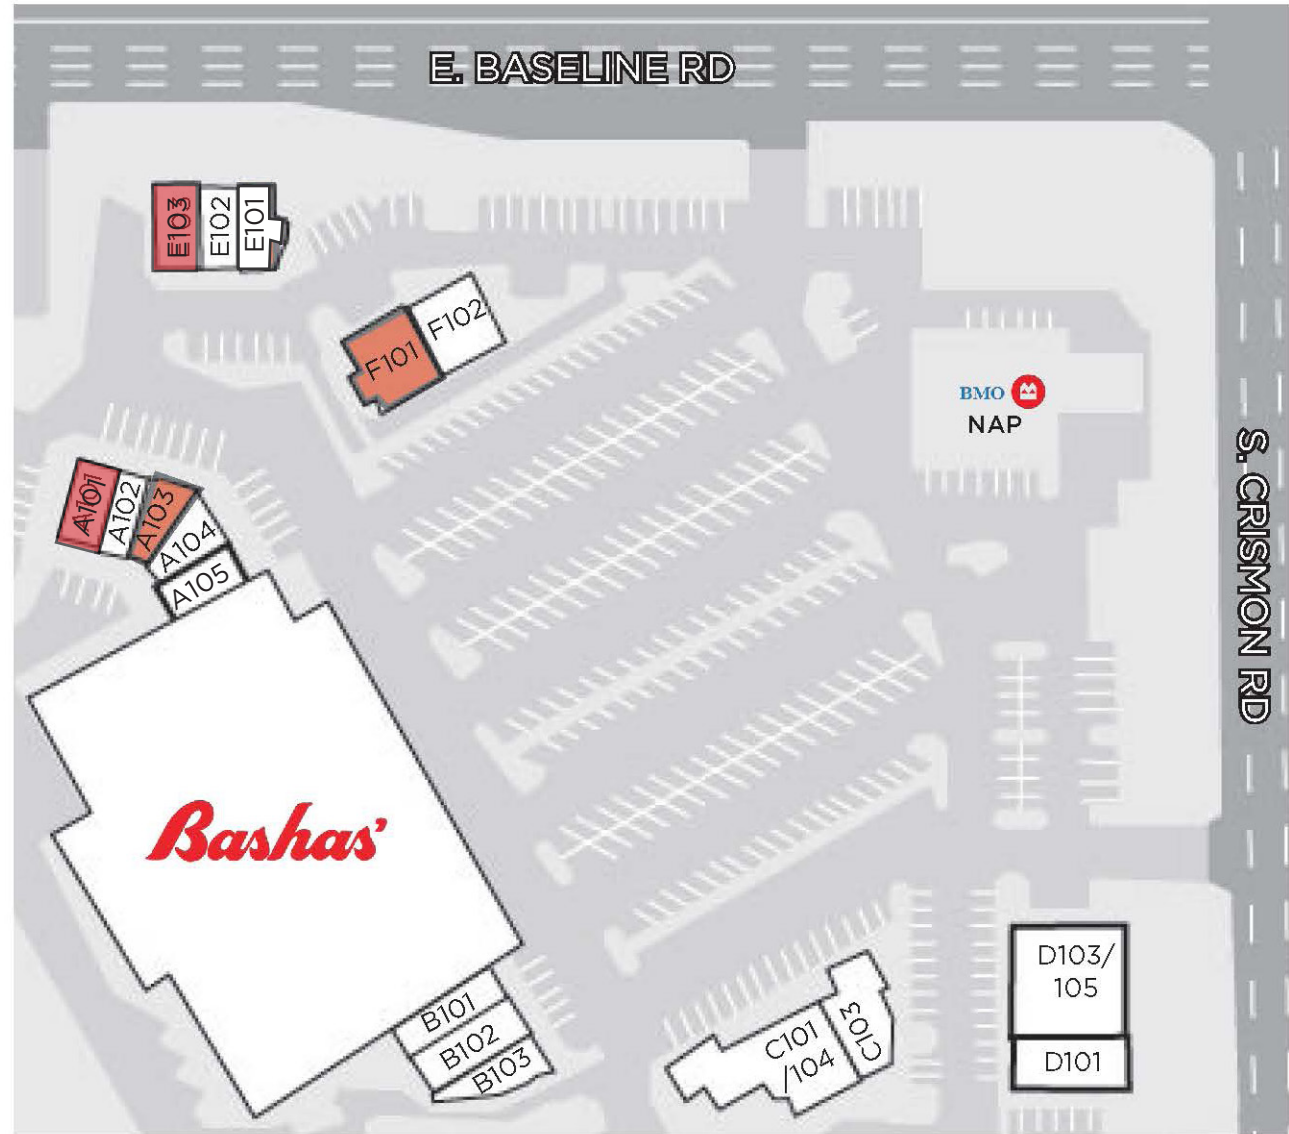 E. BASELINE RD
E103
E102
E101
F101
F102
BMO
NAP
S. CRISMON RD
A101
A102
A103
A104
A105
Bashas'
B101
B102
B103
C101
/104
C103
D103/
105
D101